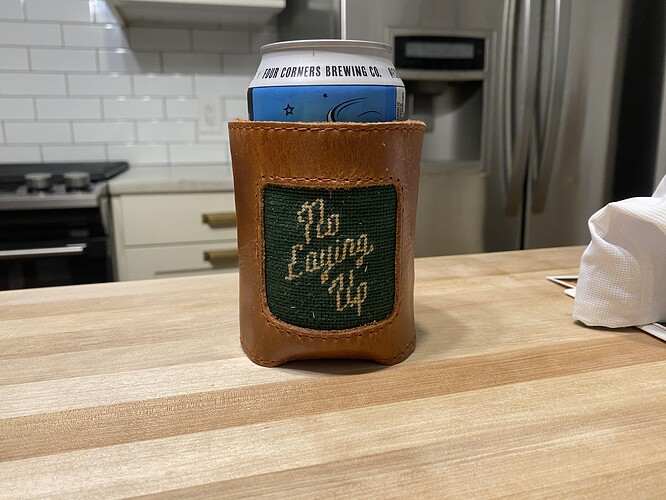 FOUR CORNERS BREWING CO.
No
Laying
Up